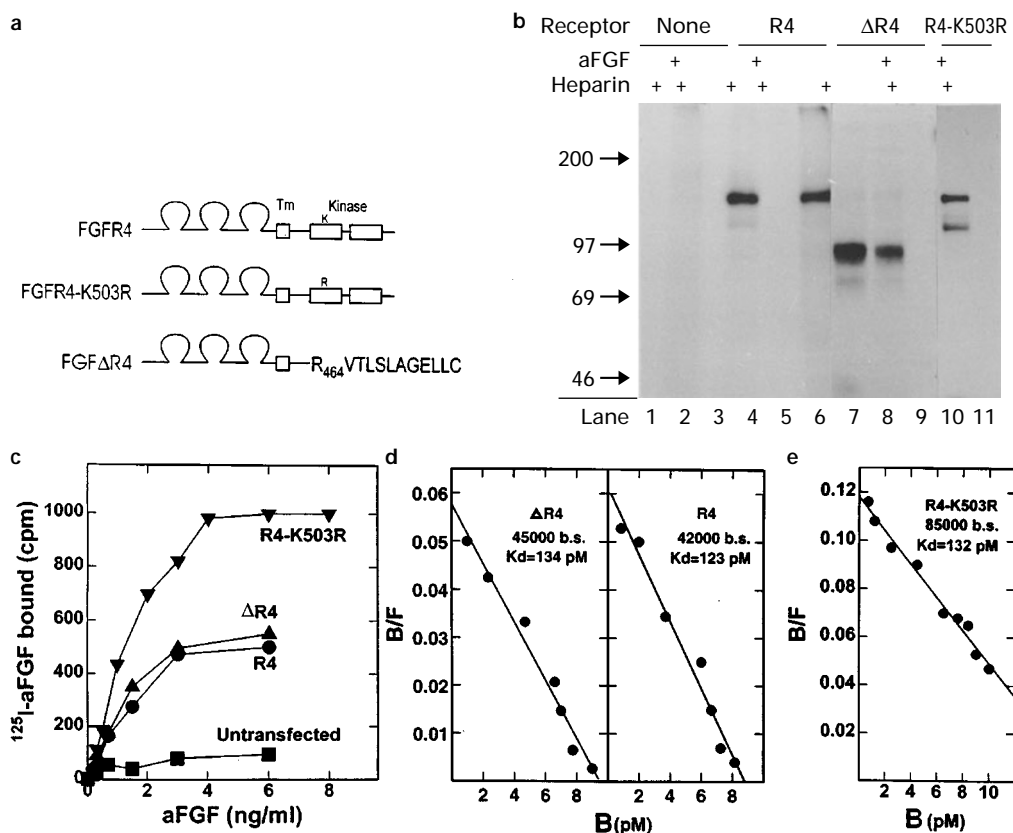 a
Tm
Kinase
K
FGFR4
R
FGFR4-K503R
FGFΔR4
R464VTLSLAGELLC
b
Receptor None R4 ΔR4 R4-K503R
aFGF + + + +
Heparin + + + + + + +
200
97
69
46
Lane 1 2 3 4 5 6 7 8 9 10 11
c
125I-aFGF bound (cpm)
1000
800
600
400
200
0
R4-K503R
ΔR4
R4
Untransfected
0 2 4 6 8
aFGF (ng/ml)
d
B/F
0.06
0.05
0.04
0.03
0.02
0.01
ΔR4
45000 b.s.
Kd=134 pM
R4
42000 b.s.
Kd=123 pM
2 4 6 8 2 4 6 8
B(pM)
e
B/F
0.12
0.10
0.08
0.06
0.04
0.02
R4-K503R
85000 b.s.
Kd=132 pM
2 4 6 8 10
B(pM)